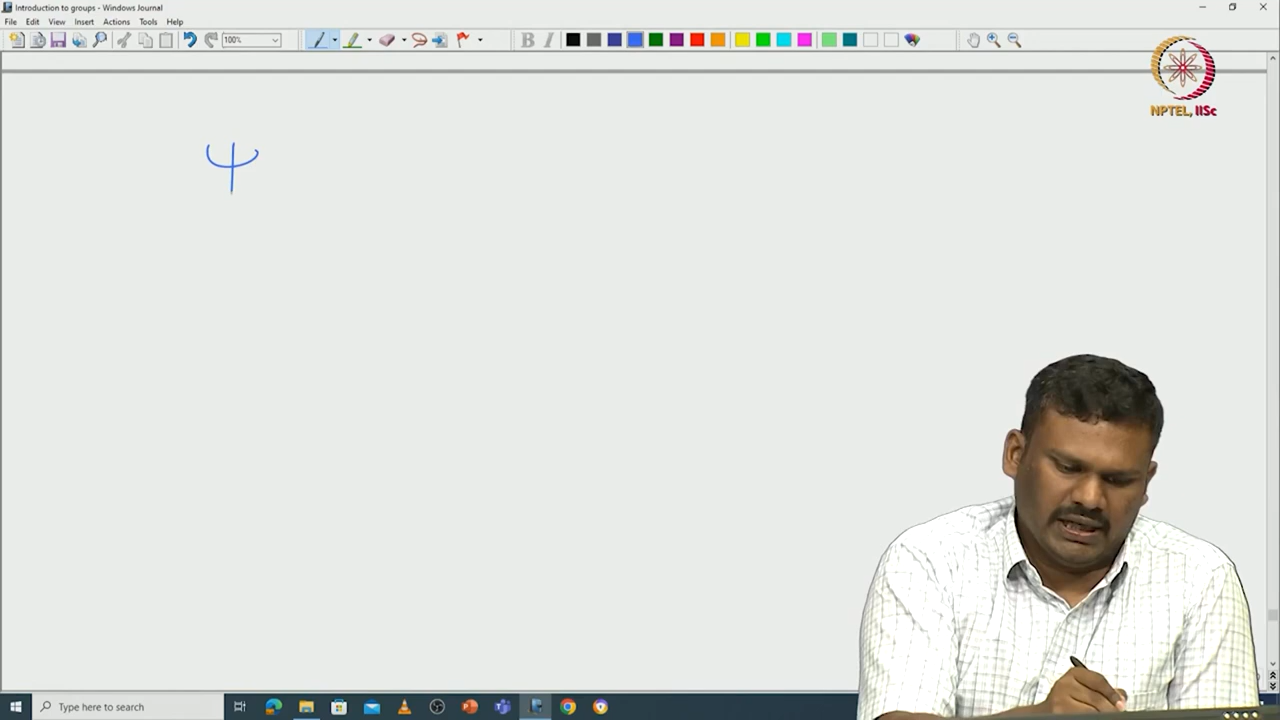 Introduction to groups - Windows Journal
File Edit View Insert Actions Tools Help
100%
B I
NPTEL, IISc
ψ
Type here to search